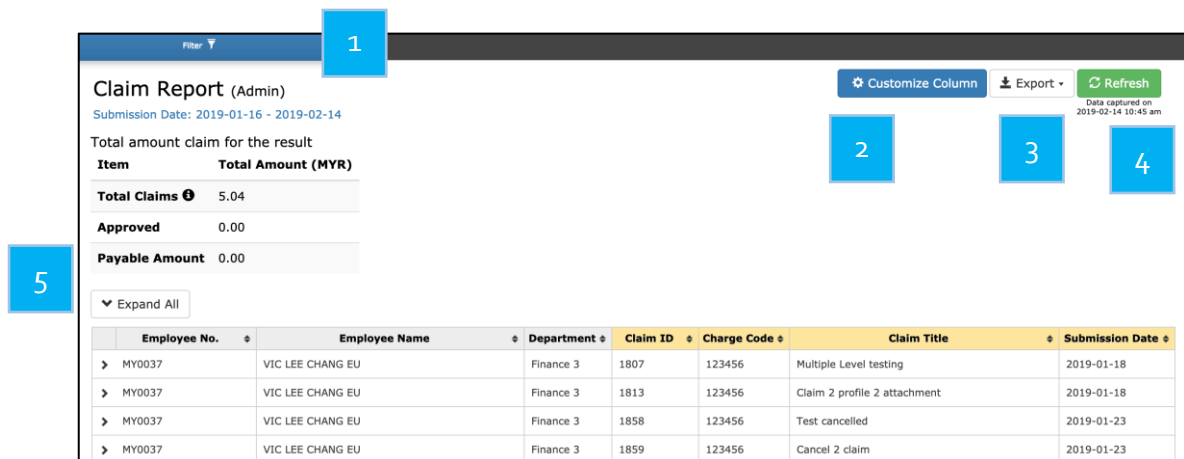 Filter
1
Claim Report (Admin)
Customize Column
Export
Refresh
Submission Date: 2019-01-16 - 2019-02-14
Data captured on
2019-02-14 10:45 am
Total amount claim for the result
2
3
4
Item Total Amount (MYR)
Total Claims 5.04
Approved 0.00
Payable Amount 0.00
5
Expand All
Employee No. Employee Name Department Claim ID Charge Code Claim Title Submission Date
MY0037 VIC LEE CHANG EU Finance 3 1807 123456 Multiple Level testing 2019-01-18
MY0037 VIC LEE CHANG EU Finance 3 1813 123456 Claim 2 profile 2 attachment 2019-01-18
MY0037 VIC LEE CHANG EU Finance 3 1858 123456 Test cancelled 2019-01-23
MY0037 VIC LEE CHANG EU Finance 3 1859 123456 Cancel 2 claim 2019-01-23